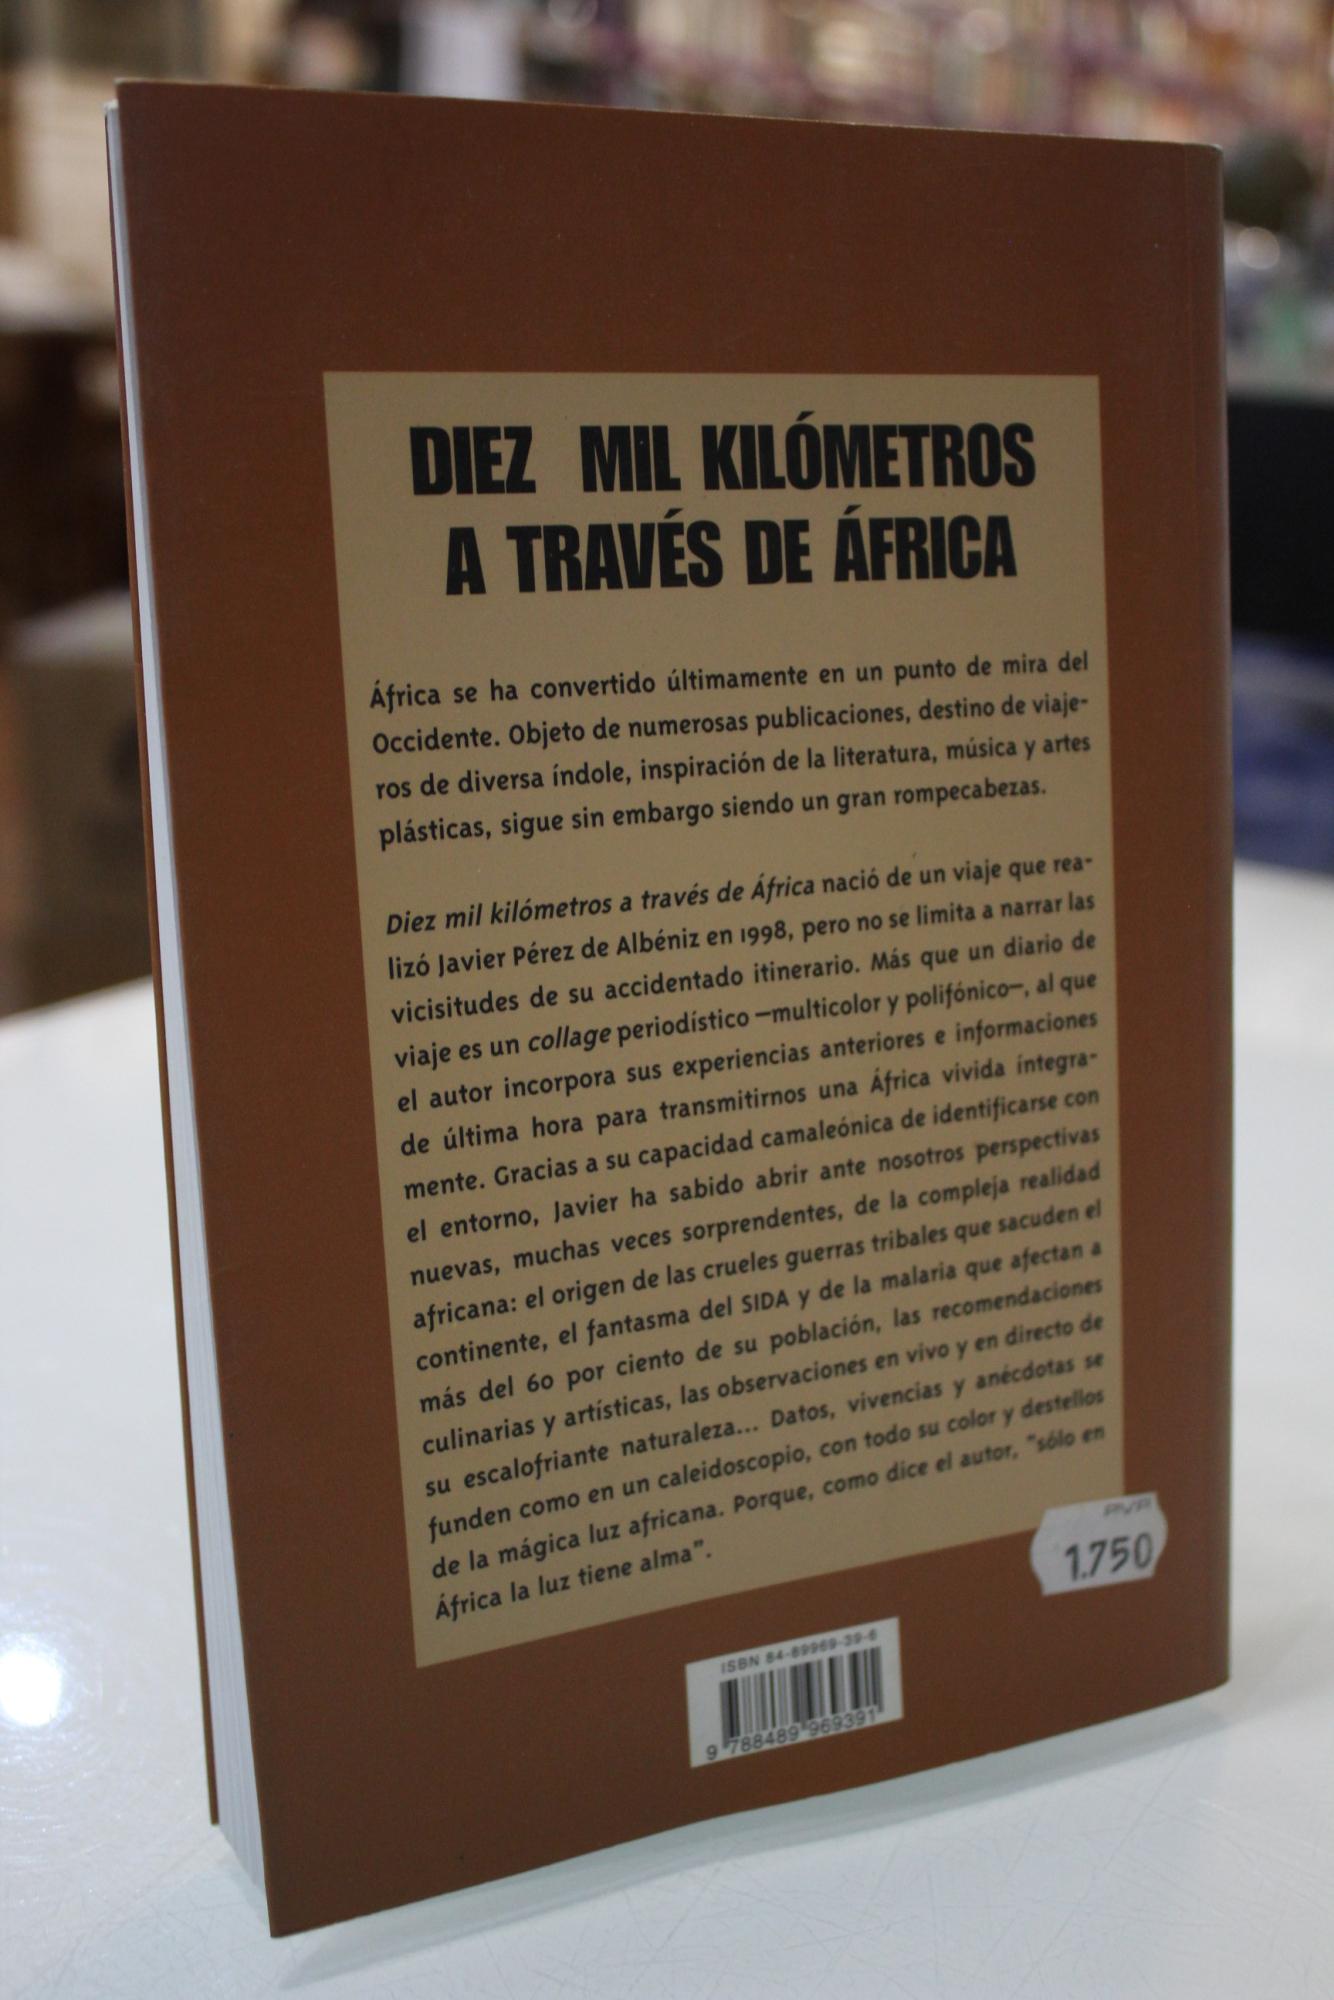 DIEZ MIL KILÓMETROS
A TRAVÉS DE ÁFRICA
África se ha convertido últimamente en un punto de mira del
Occidente. Objeto de numerosas publicaciones, destino de viaje-
ros de diversa índole, inspiración de la literatura, música y artes
plásticas, sigue sin embargo siendo un gran rompecabezas.
Diez mil kilómetros a través de África nació de un viaje que rea-
lizó Javier Pérez de Albéniz en 1998, pero no se limita a narrar las
vicisitudes de su accidentado itinerario. Más que un diario de
viaje es un collage periodístico —multicolor y polifónico—, al que
el autor incorpora sus experiencias anteriores e informaciones
de última hora para transmitirnos una África vivida íntegra-
mente. Gracias a su capacidad camaleónica de identificarse con
el entorno, Javier ha sabido abrir ante nosotros perspectivas
nuevas, muchas veces sorprendentes, de la compleja realidad
africana: el origen de las crueles guerras tribales que sacuden el
continente, el fantasma del SIDA y de la malaria que afectan a
más del 60 por ciento de su población, las recomendaciones
culinarias y artísticas, las observaciones en vivo y en directo de
su escalofriante naturaleza... Datos, vivencias y anécdotas se
funden como en un caleidoscopio, con todo su color y destellos
de la mágica luz africana. Porque, como dice el autor, "sólo en
África la luz tiene alma".
PVP
1.750
ISBN 84-89969-39-6
9 788489 969391